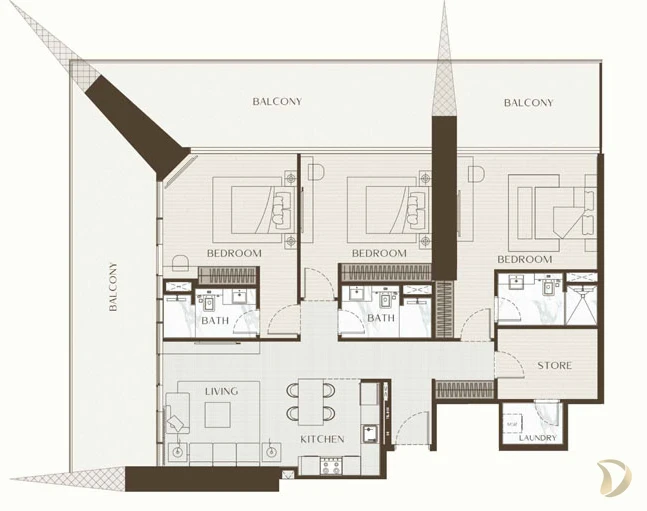 BALCONY
BALCONY
BEDROOM
BEDROOM
BEDROOM
BALCONY
BATH
BATH
STORE
LIVING
KITCHEN
LAUNDRY